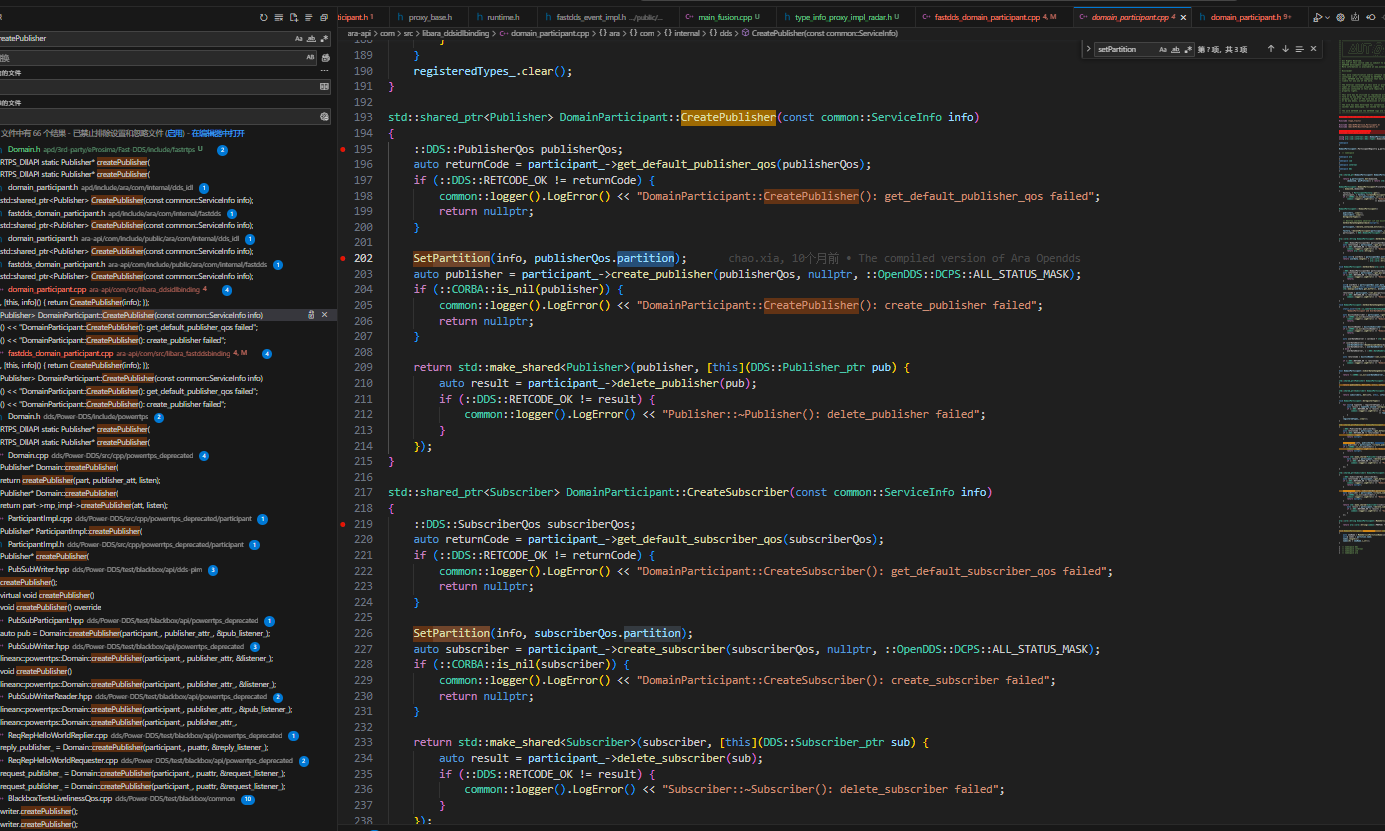 ticipant.h 1
proxy_base.h
runtime.h
fastdds_event_impl.h .../public/...
main_fusion.cpp U
type_info_proxy_impl_radar.h U
fastdds_domain_participant.cpp 4, M
domain_participant.cpp 4
domain_participant.h 9+
ara-api > com > src > libara_ddsidlbinding > domain_participant.cpp > {} ara > {} com > {} internal > {} dds > CreatePublisher(const common::ServiceInfo info)
setPartition
第 ? 项, 共 3 项
reatePublisher
换
的文件
的文件
文件中有 66 个结果 - 已禁止排除设置和忽略文件 (启用) - 在编辑器中打开
Domain.h apd/3rd-party/eProsima/Fast-DDS/include/fastrtps U 2
RTPS_DllAPI static Publisher* createPublisher(
RTPS_DllAPI static Publisher* createPublisher(
domain_participant.h apd/include/ara/com/internal/dds_idl 1
std::shared_ptr<Publisher> CreatePublisher(const common::ServiceInfo info);
fastdds_domain_participant.h apd/include/ara/com/internal/fastdds 1
std::shared_ptr<Publisher> CreatePublisher(const common::ServiceInfo info);
domain_participant.h ara-api/com/include/public/ara/com/internal/dds_idl 1
std::shared_ptr<Publisher> CreatePublisher(const common::ServiceInfo info);
fastdds_domain_participant.h ara-api/com/include/public/ara/com/internal/fastdds 1
std::shared_ptr<Publisher> CreatePublisher(const common::ServiceInfo info);
domain_participant.cpp ara-api/com/src/libara_ddsidlbinding 4 4
, [this, info]() { return CreatePublisher(info); });
Publisher> DomainParticipant::CreatePublisher(const common::ServiceInfo info)
() << "DomainParticipant::CreatePublisher(): get_default_publisher_qos failed";
() << "DomainParticipant::CreatePublisher(): create_publisher failed";
fastdds_domain_participant.cpp ara-api/com/src/libara_fastddsbinding 4, M 4
, [this, info]() { return CreatePublisher(info); });
Publisher> DomainParticipant::CreatePublisher(const common::ServiceInfo info)
() << "DomainParticipant::CreatePublisher(): get_default_publisher_qos failed";
() << "DomainParticipant::CreatePublisher(): create_publisher failed";
Domain.h dds/Power-DDS/include/powerrtps 2
RTPS_DllAPI static Publisher* createPublisher(
RTPS_DllAPI static Publisher* createPublisher(
Domain.cpp dds/Power-DDS/src/cpp/powerrtps_deprecated 4
Publisher* Domain::createPublisher(
return createPublisher(part, publisher_att, listen);
Publisher* Domain::createPublisher(
return part->mp_impl->createPublisher(att, listen);
ParticipantImpl.cpp dds/Power-DDS/src/cpp/powerrtps_deprecated/participant 1
Publisher* ParticipantImpl::createPublisher(
ParticipantImpl.h dds/Power-DDS/src/cpp/powerrtps_deprecated/participant 1
Publisher* createPublisher(
PubSubWriter.hpp dds/Power-DDS/test/blackbox/api/dds-pim 3
createPublisher();
virtual void createPublisher()
void createPublisher() override
PubSubParticipant.hpp dds/Power-DDS/test/blackbox/api/powerrtps_deprecated 1
auto pub = Domain::createPublisher(participant_, publisher_attr_, &pub_listener_);
PubSubWriter.hpp dds/Power-DDS/test/blackbox/api/powerrtps_deprecated 3
lineanc::powerrtps::Domain::createPublisher(participant_, publisher_attr_, &listener_);
void createPublisher()
lineanc::powerrtps::Domain::createPublisher(participant_, publisher_attr_, &listener_);
PubSubWriterReader.hpp dds/Power-DDS/test/blackbox/api/powerrtps_deprecated 2
lineanc::powerrtps::Domain::createPublisher(participant_, publisher_attr_, &pub_listener_);
lineanc::powerrtps::Domain::createPublisher(participant_, publisher_attr_,
ReqRepHelloWorldReplier.cpp dds/Power-DDS/test/blackbox/api/powerrtps_deprecated 1
reply_publisher_ = Domain::createPublisher(participant_, puattr, &reply_listener_);
ReqRepHelloWorldRequester.cpp dds/Power-DDS/test/blackbox/api/powerrtps_deprecated 2
request_publisher_ = Domain::createPublisher(participant_, puattr, &request_listener_);
request_publisher_ = Domain::createPublisher(participant_, puattr, &request_listener_);
BlackboxTestsLivelinessQos.cpp dds/Power-DDS/test/blackbox/common 10
writer.createPublisher();
writer.createPublisher();
189 }
190 registeredTypes_.clear();
191 }
192
193 std::shared_ptr<Publisher> DomainParticipant::CreatePublisher(const common::ServiceInfo info)
194 {
195 ::DDS::PublisherQos publisherQos;
196 auto returnCode = participant_->get_default_publisher_qos(publisherQos);
197 if (::DDS::RETCODE_OK != returnCode) {
198 common::logger().LogError() << "DomainParticipant::CreatePublisher(): get_default_publisher_qos failed";
199 return nullptr;
200 }
201
202 SetPartition(info, publisherQos.partition); chao.xia, 10个月前 • The compiled version of Ara Opendds
203 auto publisher = participant_->create_publisher(publisherQos, nullptr, ::OpenDDS::DCPS::ALL_STATUS_MASK);
204 if (::CORBA::is_nil(publisher)) {
205 common::logger().LogError() << "DomainParticipant::CreatePublisher(): create_publisher failed";
206 return nullptr;
207 }
208
209 return std::make_shared<Publisher>(publisher, [this](DDS::Publisher_ptr pub) {
210 auto result = participant_->delete_publisher(pub);
211 if (::DDS::RETCODE_OK != result) {
212 common::logger().LogError() << "Publisher::~Publisher(): delete_publisher failed";
213 }
214 });
215 }
216
217 std::shared_ptr<Subscriber> DomainParticipant::CreateSubscriber(const common::ServiceInfo info)
218 {
219 ::DDS::SubscriberQos subscriberQos;
220 auto returnCode = participant_->get_default_subscriber_qos(subscriberQos);
221 if (::DDS::RETCODE_OK != returnCode) {
222 common::logger().LogError() << "DomainParticipant::CreateSubscriber(): get_default_subscriber_qos failed";
223 return nullptr;
224 }
225
226 SetPartition(info, subscriberQos.partition);
227 auto subscriber = participant_->create_subscriber(subscriberQos, nullptr, ::OpenDDS::DCPS::ALL_STATUS_MASK);
228 if (::CORBA::is_nil(subscriber)) {
229 common::logger().LogError() << "DomainParticipant::CreateSubscriber(): create_subscriber failed";
230 return nullptr;
231 }
232
233 return std::make_shared<Subscriber>(subscriber, [this](DDS::Subscriber_ptr sub) {
234 auto result = participant_->delete_subscriber(sub);
235 if (::DDS::RETCODE_OK != result) {
236 common::logger().LogError() << "Subscriber::~Subscriber(): delete_subscriber failed";
237 }
238 });